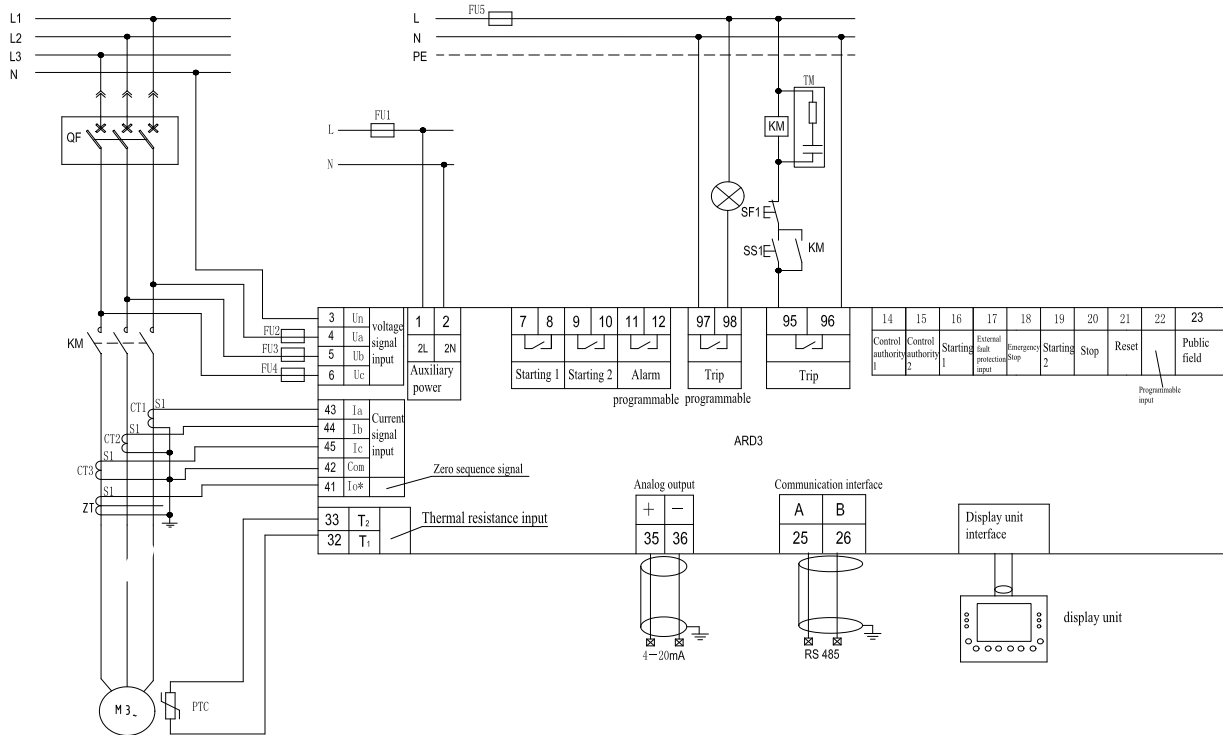 L1
L2
L3
N
FU5
L
N
PE
TM
KM
QF
FU1
L
N
SF1
SS1
KM
KM
FU2
FU3
FU4
3 Un
4 Ua
5 Ub
6 Uc
voltage
signal
input
1 2
2L 2N
Auxiliary
power
7 8 9 10 11 12
Starting 1 Starting 2 Alarm
programmable
97 98
Trip
programmable
95 96
Trip
14 15 16 17 18 19 20 21 22 23
Control
authority
1
Control
authority
2
Starting
1
External
fault
protection
input
Emergency
Stop
Starting
2
Stop
Reset
Public
field
Programmable
input
CT1 S1
CT2 S1
CT3 S1
ZT S1
43 Ia
44 Ib
45 Ic
42 Com
41 Io*
Current
signal
input
Zero sequence signal
33 T2
32 T1
Thermal resistance input
ARD3
Analog output
+ −
35 36
4－20mA
Communication interface
A B
25 26
RS 485
Display unit
interface
display unit
M 3~
PTC